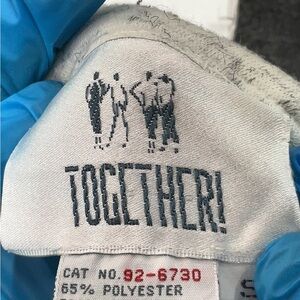 TOGETHER!
CAT NO.92-6730
65% POLYESTER
S